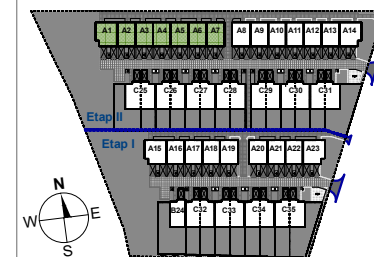 A1 A2 A3 A4 A5 A6 A7 A8 A9 A10 A11 A12 A13 A14
C25 C26 C27 C28 C29 C30 C31
Etap II
Etap I
A15 A16 A17 A18 A19 A20 A21 A22 A23
B24 C32 C33 C34 C35
N
W E
S